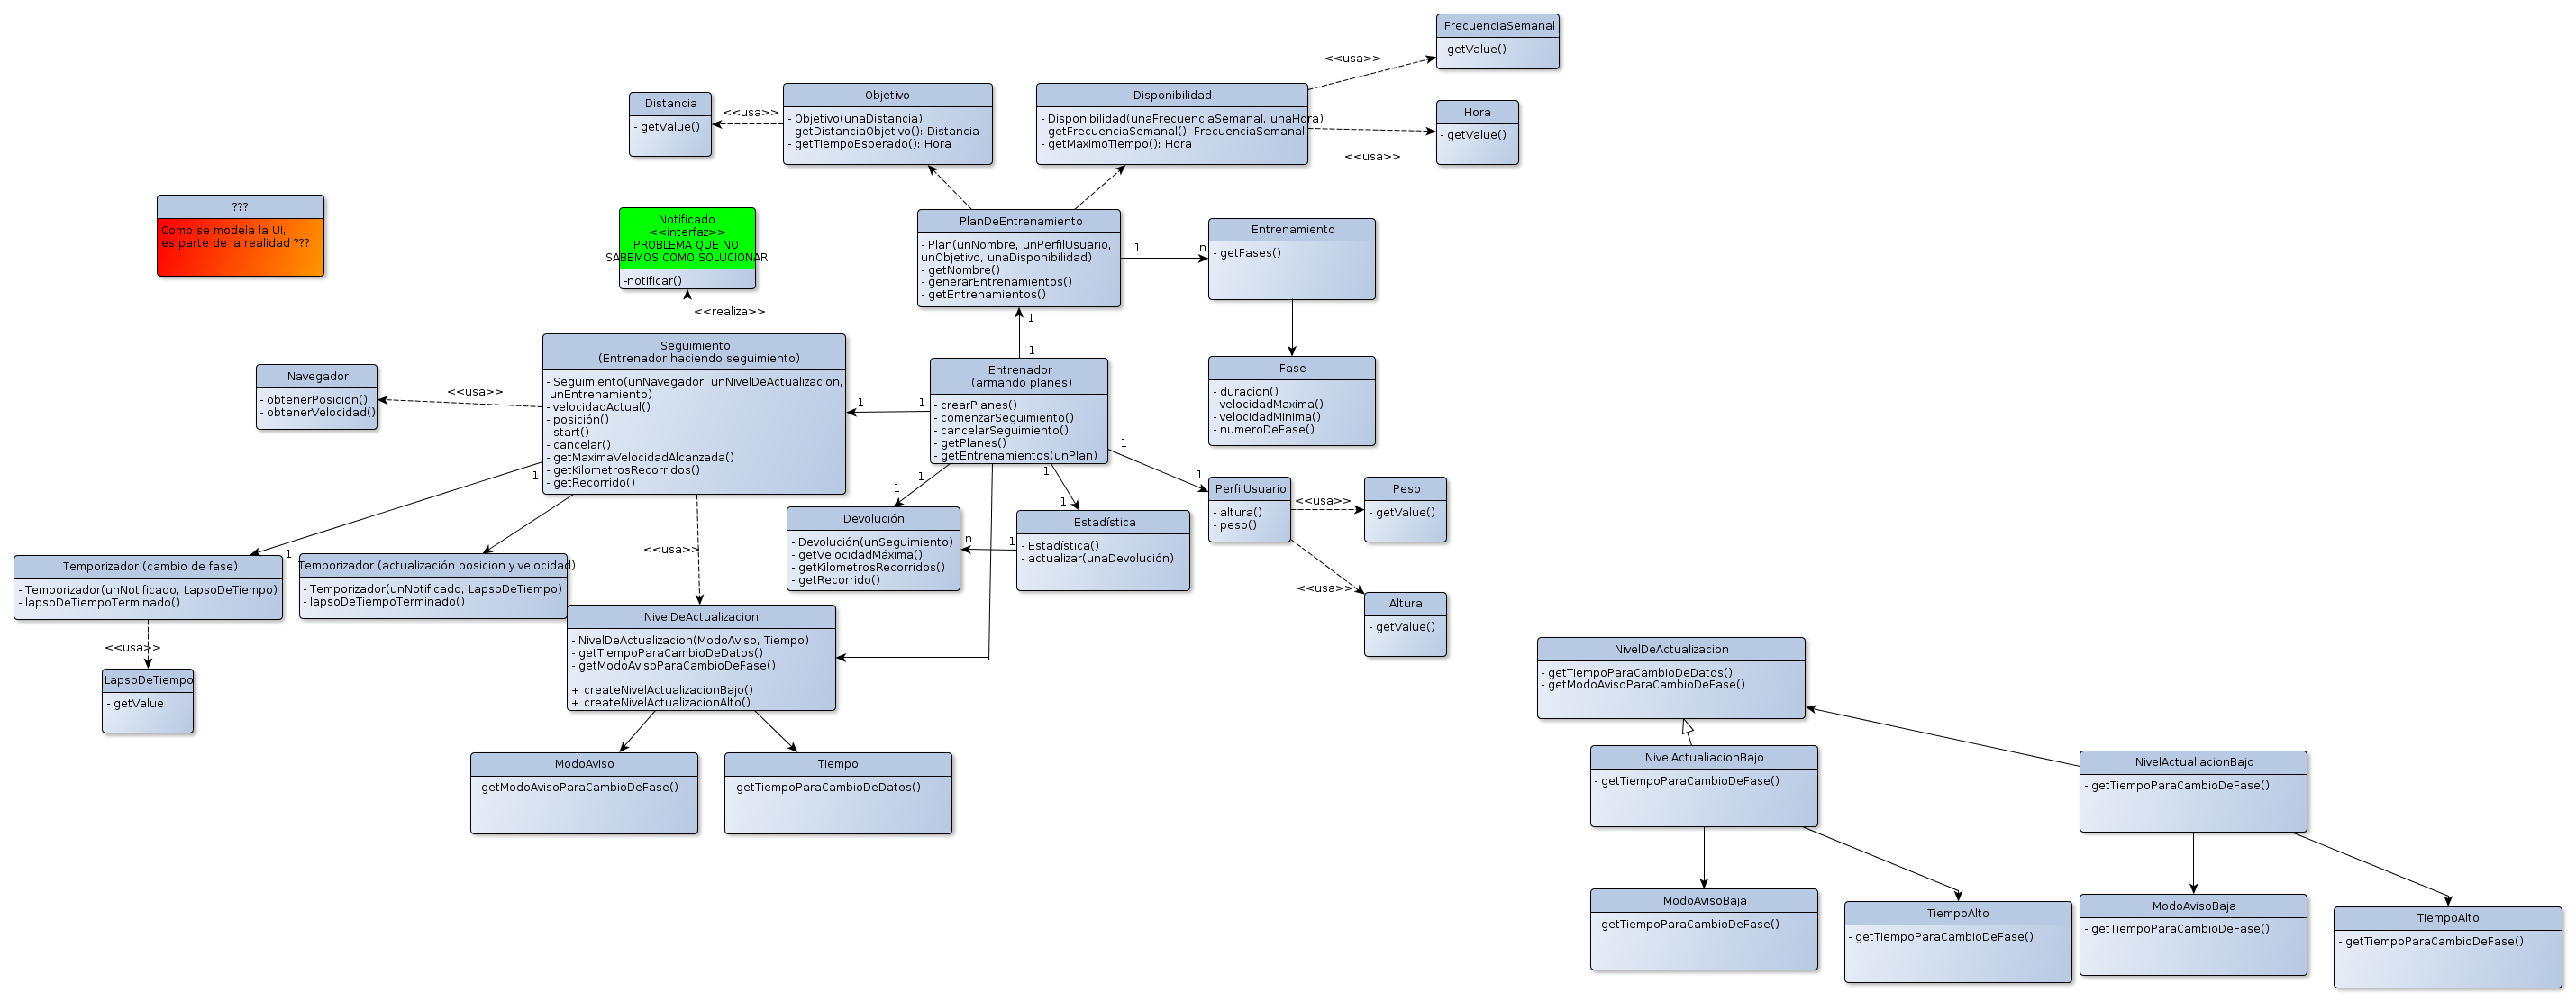 FrecuenciaSemanal
- getValue()
<<usa>>
Hora
- getValue()
<<usa>>
Disponibilidad
- Disponibilidad(unaFrecuenciaSemanal, unaHora)
- getFrecuenciaSemanal(): FrecuenciaSemanal
- getMaximoTiempo(): Hora
Objetivo
- Objetivo(unaDistancia)
- getDistanciaObjetivo(): Distancia
- getTiempoEsperado(): Hora
<<usa>>
Distancia
- getValue()
???
Como se modela la UI,
es parte de la realidad ???
Notificado
<<interfaz>>
PROBLEMA QUE NO
SABEMOS COMO SOLUCIONAR
-notificar()
<<realiza>>
PlanDeEntrenamiento
- Plan(unNombre, unPerfilUsuario,
unObjetivo, unaDisponibilidad)
- getNombre()
- generarEntrenamientos()
- getEntrenamientos()
1
n
Entrenamiento
- getFases()
1
1
Fase
- duracion()
- velocidadMaxima()
- velocidadMinima()
- numeroDeFase()
Seguimiento
(Entrenador haciendo seguimiento)
- Seguimiento(unNavegador, unNivelDeActualizacion,
unEntrenamiento)
- velocidadActual()
- posición()
- start()
- cancelar()
- getMaximaVelocidadAlcanzada()
- getKilometrosRecorridos()
- getRecorrido()
Navegador
- obtenerPosicion()
- obtenerVelocidad()
<<usa>>
1
1
Entrenador
(armando planes)
- crearPlanes()
- comenzarSeguimiento()
- cancelarSeguimiento()
- getPlanes()
- getEntrenamientos(unPlan)
1
1
1
1
1
1
PerfilUsuario
- altura()
- peso()
<<usa>>
Peso
- getValue()
<<usa>>
Altura
- getValue()
Devolución
- Devolución(unSeguimiento)
- getVelocidadMáxima()
- getKilometrosRecorridos()
- getRecorrido()
n
1
Estadística
- Estadística()
- actualizar(unaDevolución)
1
1
Temporizador (cambio de fase)
- Temporizador(unNotificado, LapsoDeTiempo)
- lapsoDeTiempoTerminado()
Temporizador (actualización posicion y velocidad)
- Temporizador(unNotificado, LapsoDeTiempo)
- lapsoDeTiempoTerminado()
<<usa>>
<<usa>>
LapsoDeTiempo
- getValue
NivelDeActualizacion
- NivelDeActualizacion(ModoAviso, Tiempo)
- getTiempoParaCambioDeDatos()
- getModoAvisoParaCambioDeFase()
+ createNivelActualizacionBajo()
+ createNivelActualizacionAlto()
ModoAviso
- getModoAvisoParaCambioDeFase()
Tiempo
- getTiempoParaCambioDeDatos()
NivelDeActualizacion
- getTiempoParaCambioDeDatos()
- getModoAvisoParaCambioDeFase()
NivelActualiacionBajo
- getTiempoParaCambioDeFase()
NivelActualiacionBajo
- getTiempoParaCambioDeFase()
ModoAvisoBaja
- getTiempoParaCambioDeFase()
TiempoAlto
- getTiempoParaCambioDeFase()
ModoAvisoBaja
- getTiempoParaCambioDeFase()
TiempoAlto
- getTiempoParaCambioDeFase()